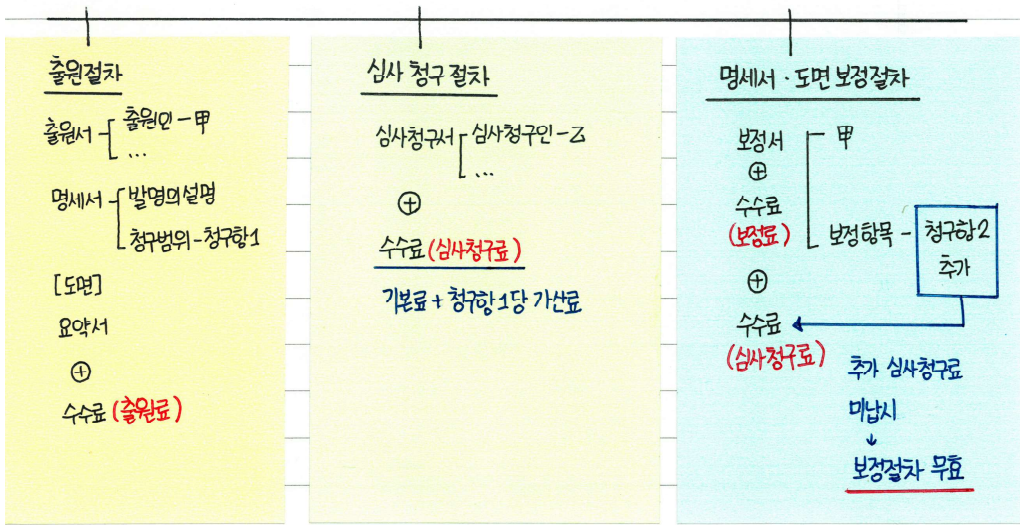 출원절차
출원서 출원인-甲
...
명세서 발명의설명
청구범위-청구항1
[도면]
요약서
⊕
수수료 (출원료)
심사 청구 절차
심사청구서 심사청구인-乙
...
⊕
수수료 (심사청구료)
기본료 + 청구항 1당 가산료
명세서·도면 보정절차
보정서 甲
⊕
수수료
(보정료) 보정항목 - 청구항 2
추가
⊕
수수료
(심사청구료)
추가 심사청구료
미납시
↓
보정절차 무효